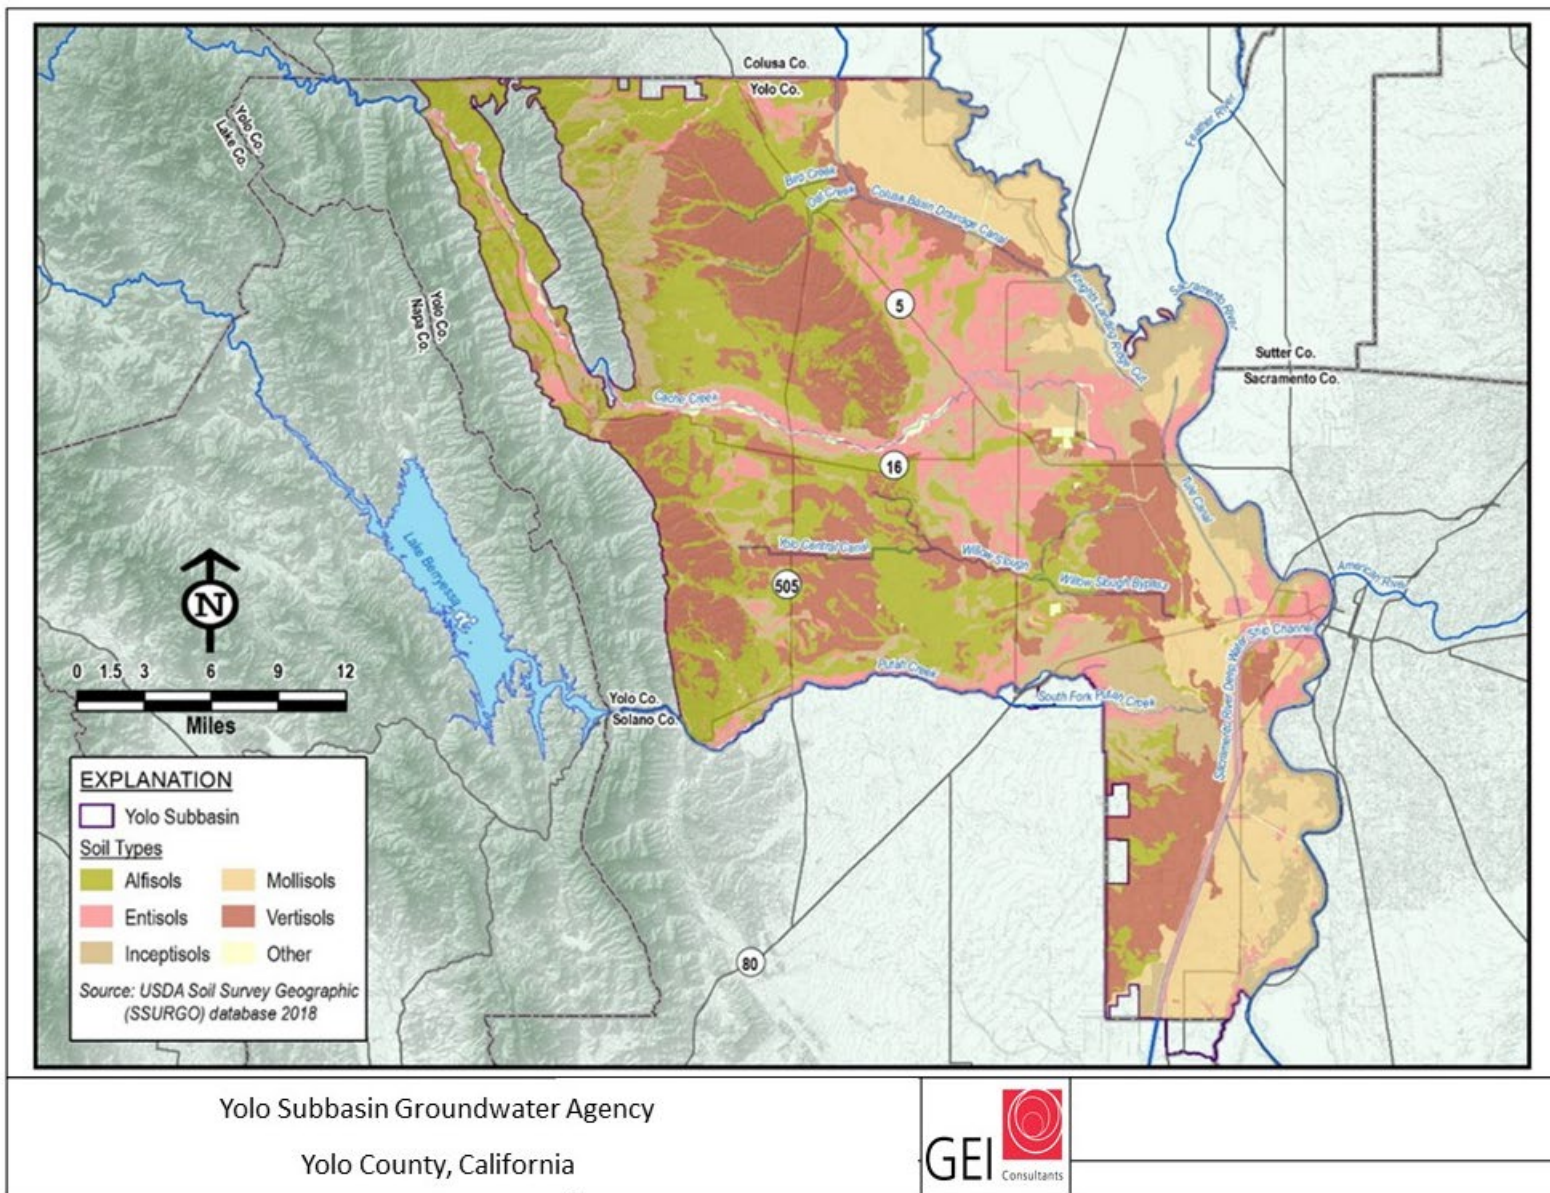 Colusa Co.
Yolo Co.
Yolo Co.
Lake Co.
Feather River
Bird Creek
Oat Creek
Colusa Basin Drainage Canal
Yolo Co.
Napa Co.
5
Knights Landing Ridge Cut
Sacramento River
Sutter Co.
Sacramento Co.
Cache Creek
16
Tule Canal
Lake Berryessa
Yolo Central Canal
Willow Slough
Willow Slough Bypass
American River
505
N
Sacramento River Deep Water Ship Channel
Putah Creek
South Fork Putah Creek
0 1.5 3 6 9 12
Miles
Yolo Co.
Solano Co.
EXPLANATION
Yolo Subbasin
Soil Types
Alfisols
Mollisols
Entisols
Vertisols
Inceptisols
Other
Source: USDA Soil Survey Geographic
(SSURGO) database 2018
80
Yolo Subbasin Groundwater Agency
Yolo County, California
GEI
Consultants